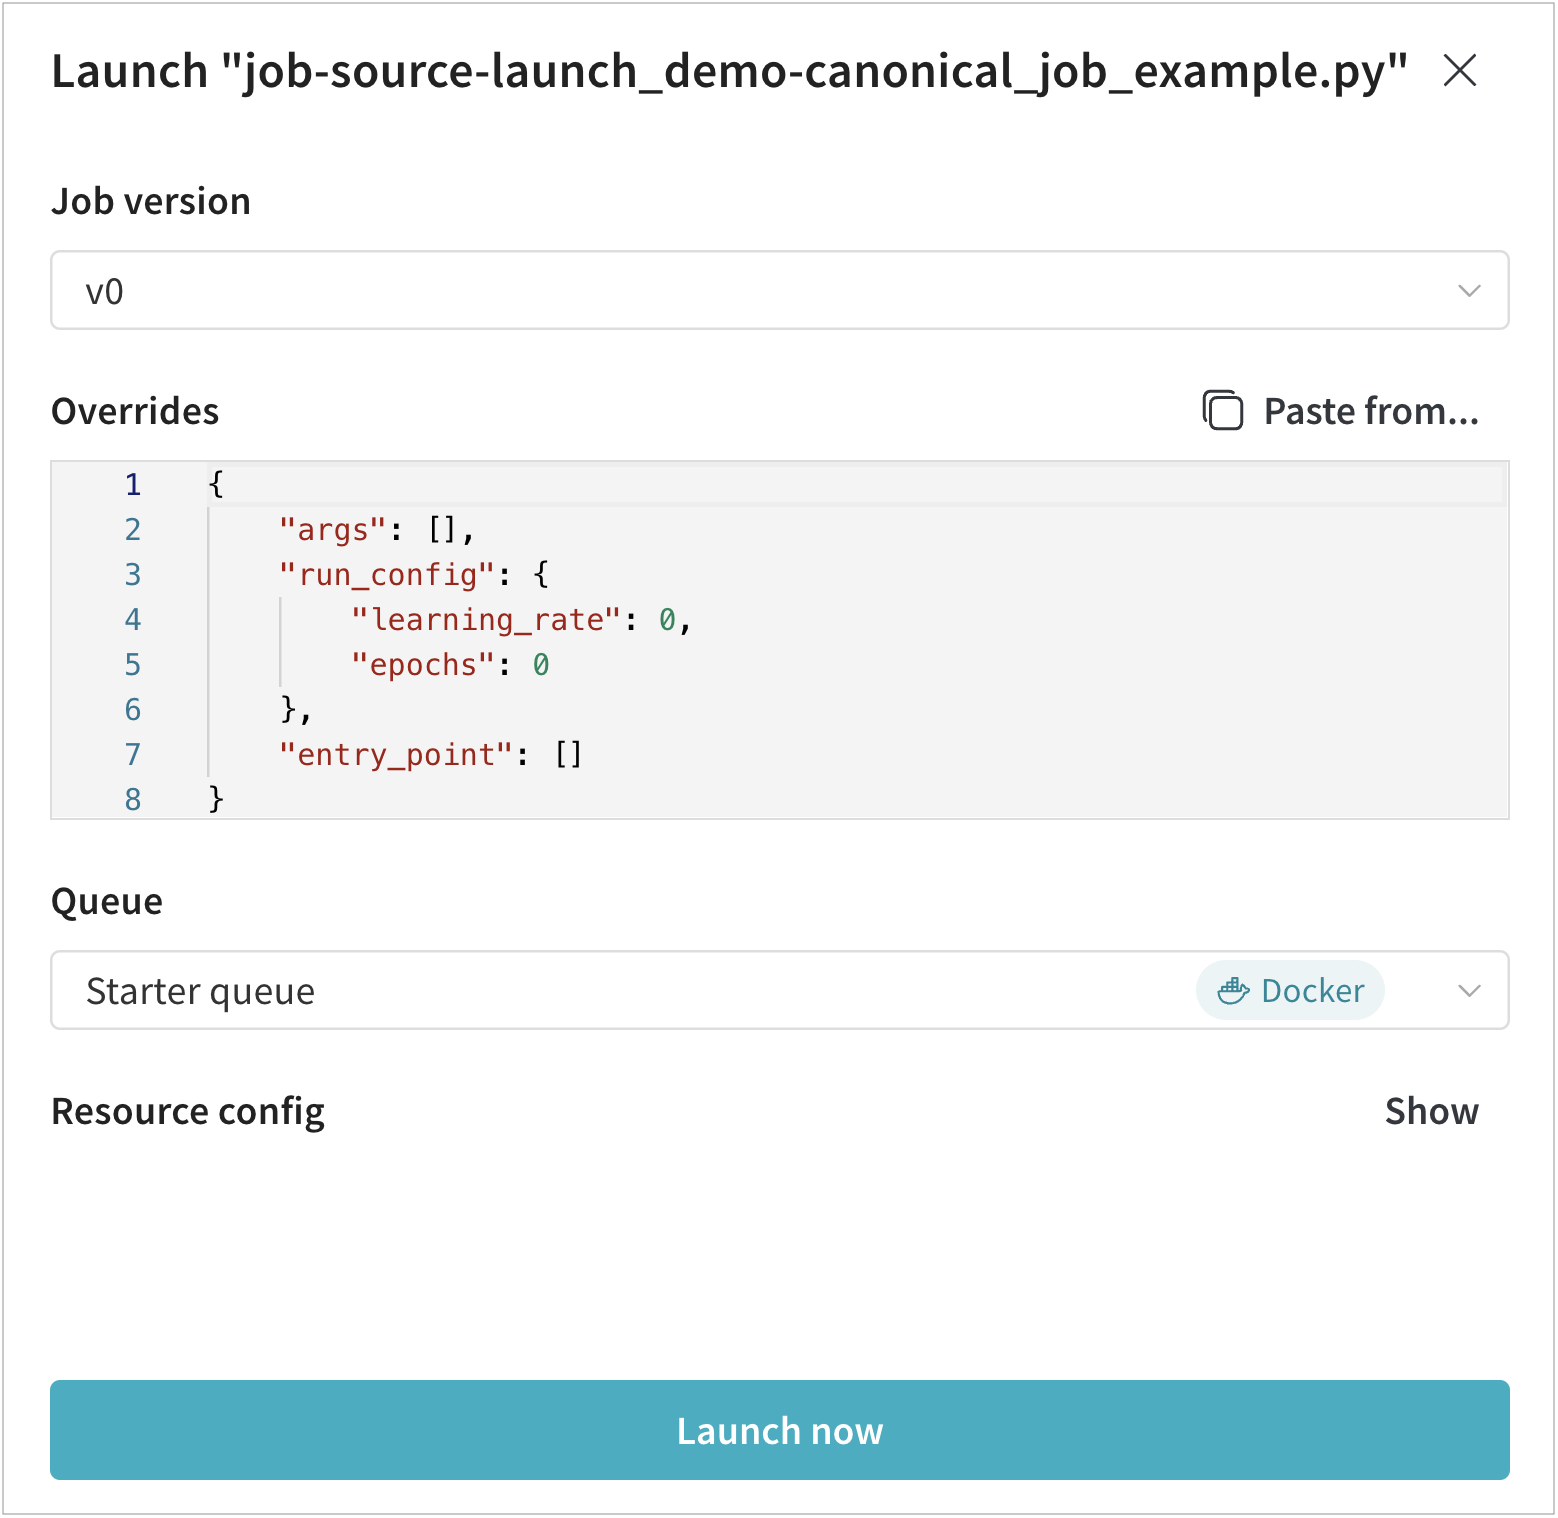 Launch "job-source-launch_demo-canonical_job_example.py"
Job version
v0
Overrides Paste from...
1 {
2     "args": [],
3     "run_config": {
4         "learning_rate": 0,
5         "epochs": 0
6     },
7     "entry_point": []
8 }
Queue
Starter queue Docker
Resource config Show
Launch now